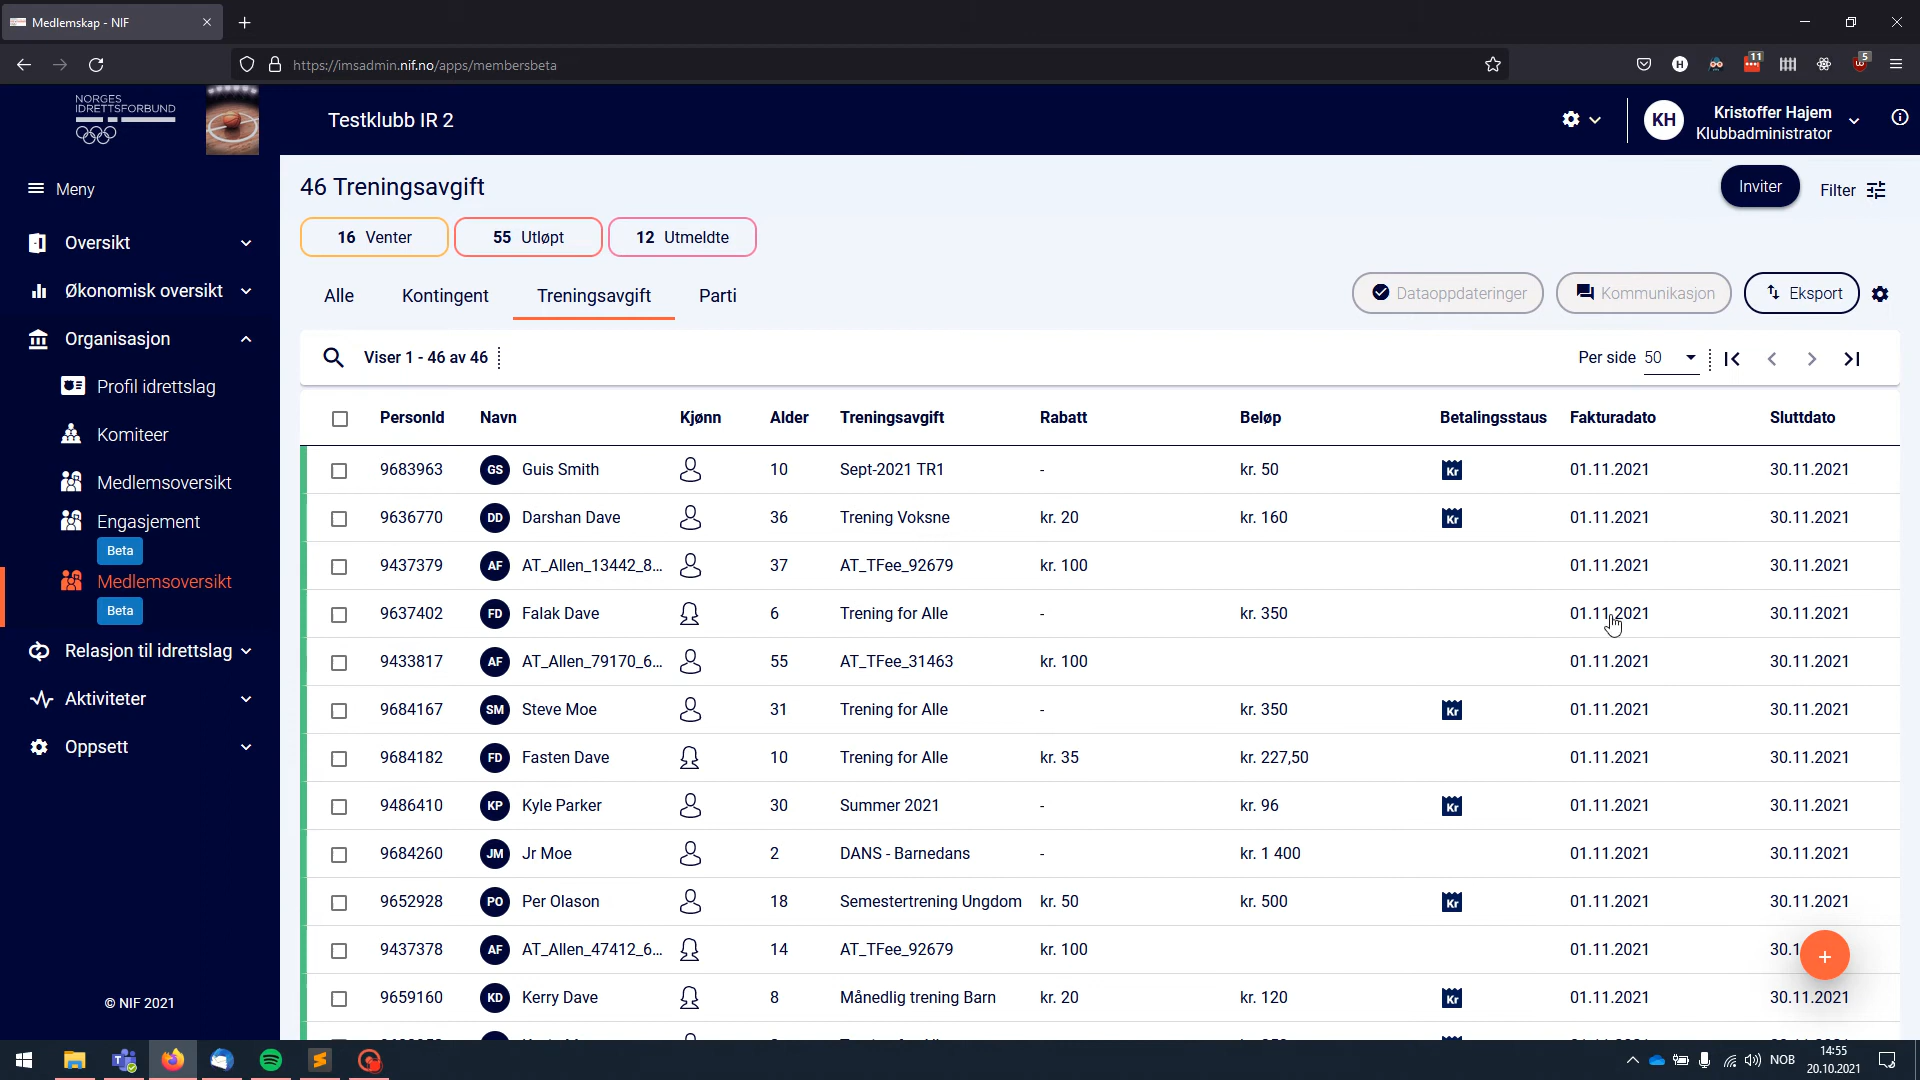 Medlemskap - NIF
https://imsadmin.nif.no/apps/membersbeta
11
5
NORGES
IDRETTSFORBUND
Testklubb IR 2
KH
Kristoffer Hajem
Klubbadministrator
Meny
Oversikt
Økonomisk oversikt
Organisasjon
Profil idrettslag
Komiteer
Medlemsoversikt
Engasjement
Beta
Medlemsoversikt
Beta
Relasjon til idrettslag
Aktiviteter
Oppsett
© NIF 2021
46 Treningsavgift
Inviter
Filter
16 Venter
55 Utløpt
12 Utmeldte
Alle
Kontingent
Treningsavgift
Parti
Dataoppdateringer
Kommunikasjon
Eksport
Viser 1 - 46 av 46
Per side 50
PersonId Navn Kjønn Alder Treningsavgift Rabatt Beløp Betalingsstaus Fakturadato Sluttdato
9683963 GS Guis Smith 10 Sept-2021 TR1 - kr. 50 Kr 01.11.2021 30.11.2021
9636770 DD Darshan Dave 36 Trening Voksne kr. 20 kr. 160 Kr 01.11.2021 30.11.2021
9437379 AF AT_Allen_13442_8... 37 AT_TFee_92679 kr. 100 01.11.2021 30.11.2021
9637402 FD Falak Dave 6 Trening for Alle - kr. 350 01.11.2021 30.11.2021
9433817 AF AT_Allen_79170_6... 55 AT_TFee_31463 kr. 100 01.11.2021 30.11.2021
9684167 SM Steve Moe 31 Trening for Alle - kr. 350 Kr 01.11.2021 30.11.2021
9684182 FD Fasten Dave 10 Trening for Alle kr. 35 kr. 227,50 01.11.2021 30.11.2021
9486410 KP Kyle Parker 30 Summer 2021 - kr. 96 Kr 01.11.2021 30.11.2021
9684260 JM Jr Moe 2 DANS - Barnedans - kr. 1 400 01.11.2021 30.11.2021
9652928 PO Per Olason 18 Semestertrening Ungdom kr. 50 kr. 500 Kr 01.11.2021 30.11.2021
9437378 AF AT_Allen_47412_6... 14 AT_TFee_92679 kr. 100 01.11.2021 30.1
9659160 KD Kerry Dave 8 Månedlig trening Barn kr. 20 kr. 120 Kr 01.11.2021 30.11.2021
NOB
14:55
20.10.2021